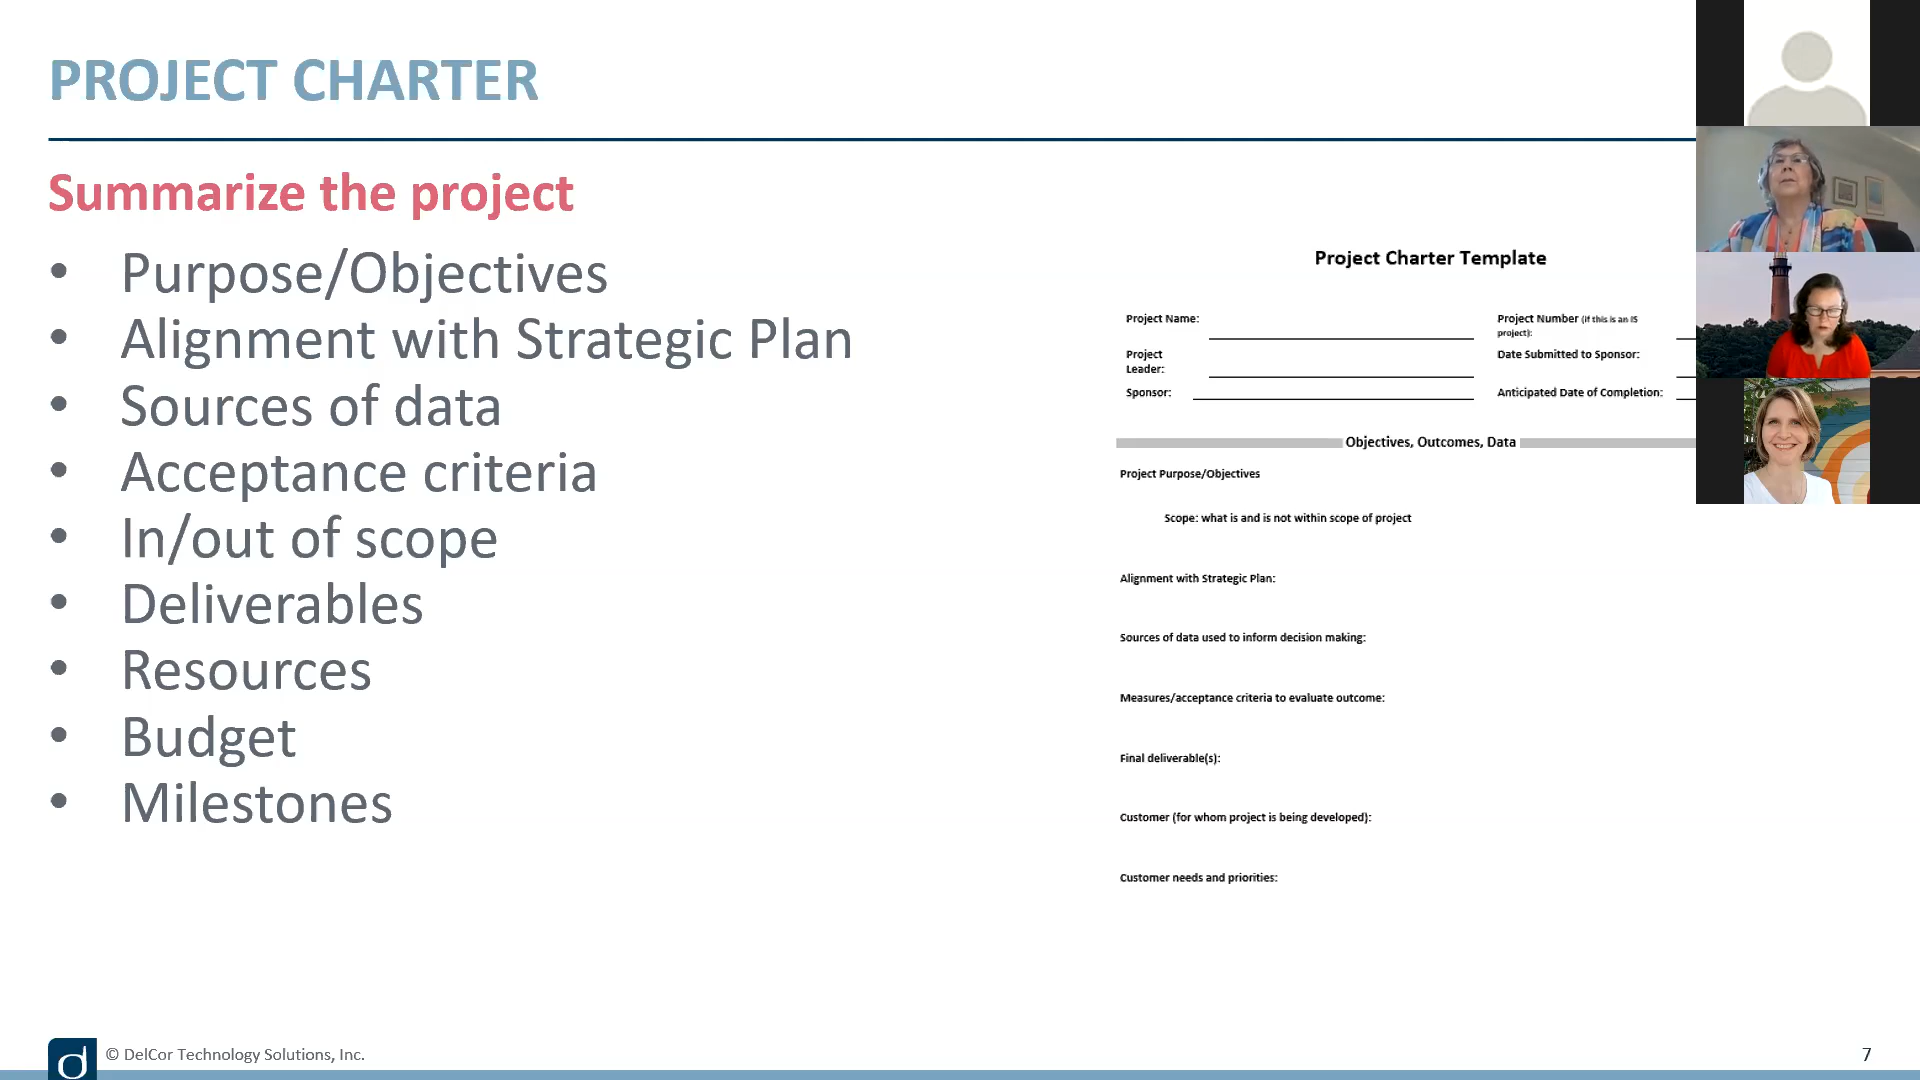 PROJECT CHARTER
Summarize the project
• Purpose/Objectives
• Alignment with Strategic Plan
• Sources of data
• Acceptance criteria
• In/out of scope
• Deliverables
• Resources
• Budget
• Milestones
Project Charter Template
Project Name:
Project Number (if this is an IS
project):
Project
Leader:
Date Submitted to Sponsor:
Sponsor:
Anticipated Date of Completion:
Objectives, Outcomes, Data
Project Purpose/Objectives
Scope: what is and is not within scope of project
Alignment with Strategic Plan:
Sources of data used to inform decision making:
Measures/acceptance criteria to evaluate outcome:
Final deliverable(s):
Customer (for whom project is being developed):
Customer needs and priorities:
d
© DelCor Technology Solutions, Inc.
7